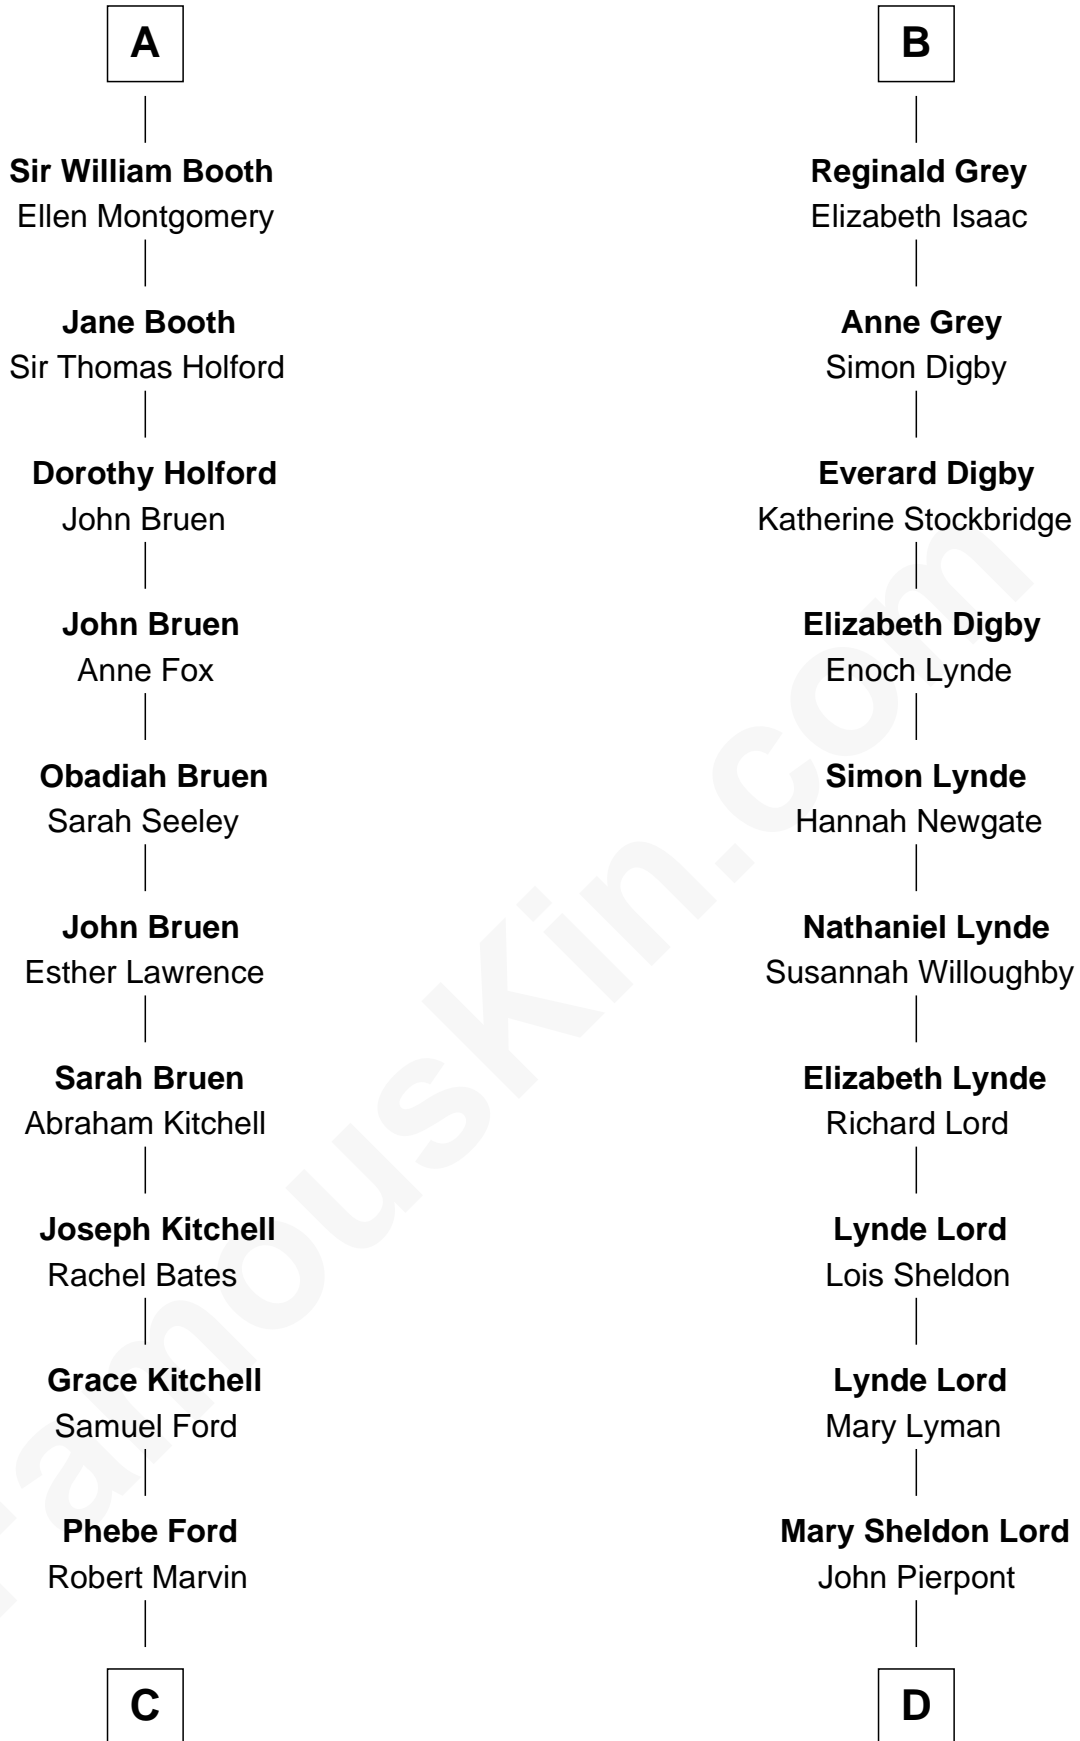 A
Sir William Booth
Ellen Montgomery
Jane Booth
Sir Thomas Holford
Dorothy Holford
John Bruen
John Bruen
Anne Fox
Obadiah Bruen
Sarah Seeley
John Bruen
Esther Lawrence
Sarah Bruen
Abraham Kitchell
Joseph Kitchell
Rachel Bates
Grace Kitchell
Samuel Ford
Phebe Ford
Robert Marvin
C
B
Reginald Grey
Elizabeth Isaac
Anne Grey
Simon Digby
Everard Digby
Katherine Stockbridge
Elizabeth Digby
Enoch Lynde
Simon Lynde
Hannah Newgate
Nathaniel Lynde
Susannah Willoughby
Elizabeth Lynde
Richard Lord
Lynde Lord
Lois Sheldon
Lynde Lord
Mary Lyman
Mary Sheldon Lord
John Pierpont
D
FamousKin.com